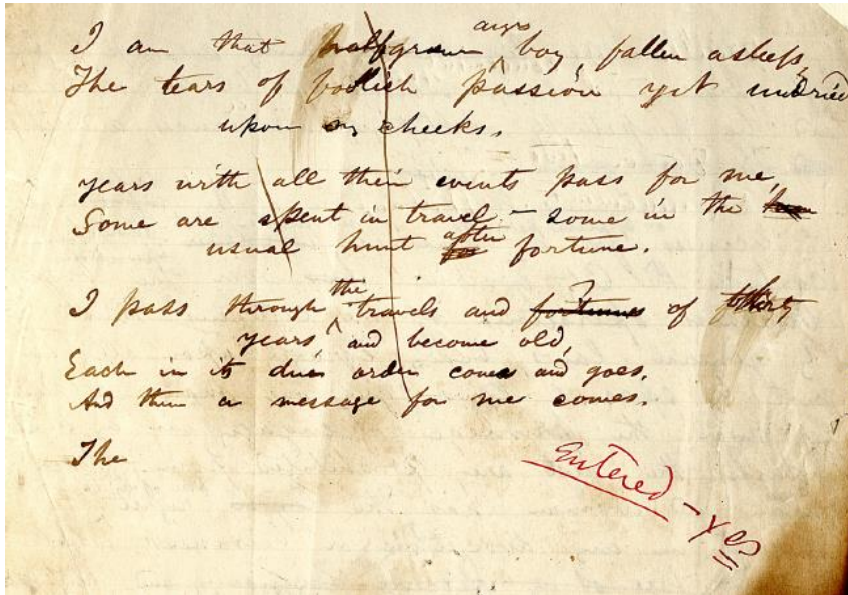 angry
I am that halfgrown boy, fallen asleep,
The tears of foolish passion yet undried
upon my cheeks.
years with all their events pass for me,
Some are spent in travel – some in the
after
usual hunt for fortune.
the
I pass through travels and fortunes of thirty
years and become old,
Each in its due order comes and goes,
And then a message for me comes.
The
Entered – yes